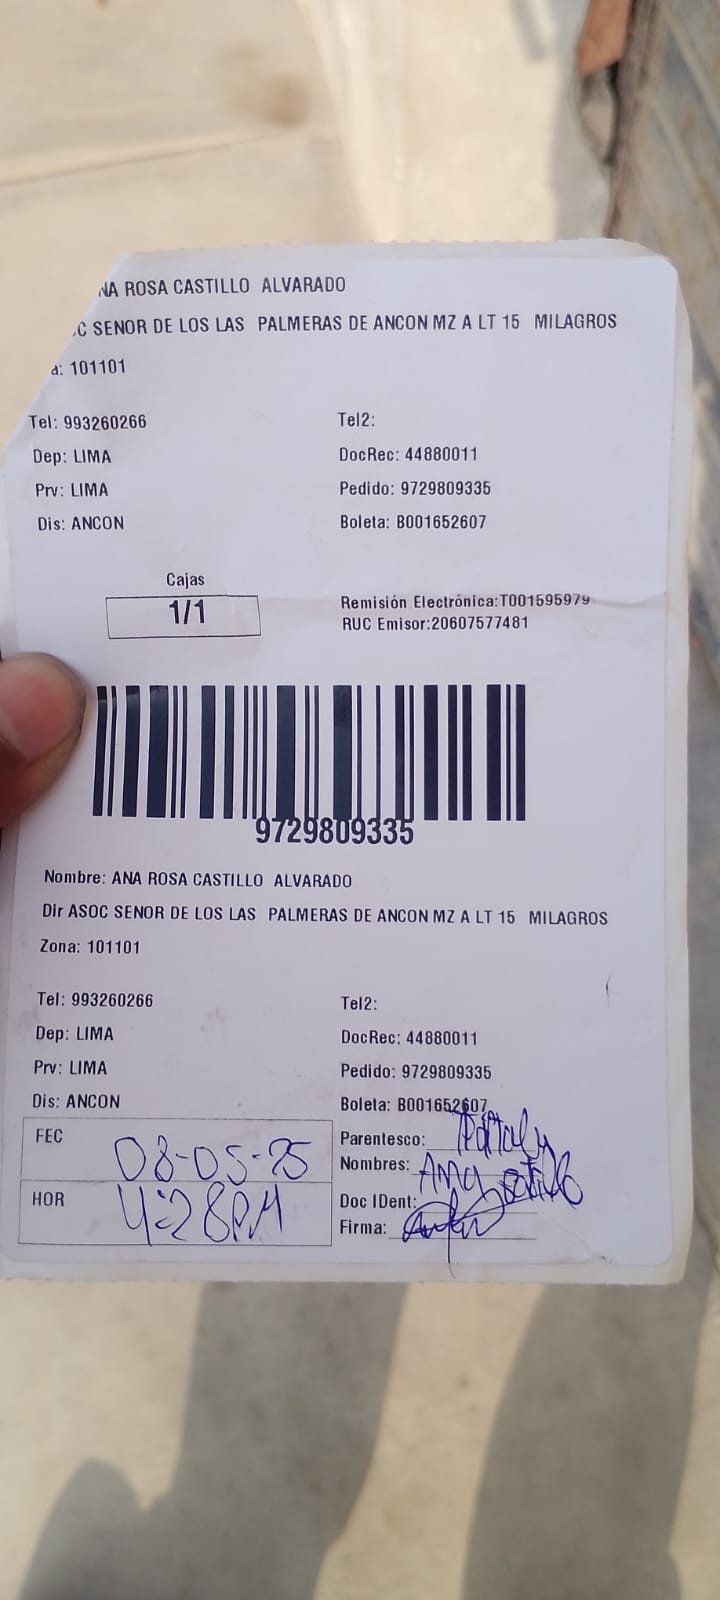 NA ROSA CASTILLO ALVARADO
C SENOR DE LOS LAS PALMERAS DE ANCON MZ A LT 15 MILAGROS
a: 101101
Tel: 993260266 Tel2:
Dep: LIMA DocRec: 44880011
Prv: LIMA Pedido: 9729809335
Dis: ANCON Boleta: B001652607
Cajas
1/1
Remisión Electrónica:T001595979
RUC Emisor:20607577481
9729809335
Nombre: ANA ROSA CASTILLO ALVARADO
Dir ASOC SENOR DE LOS LAS PALMERAS DE ANCON MZ A LT 15 MILAGROS
Zona: 101101
Tel: 993260266 Tel2:
Dep: LIMA DocRec: 44880011
Prv: LIMA Pedido: 9729809335
Dis: ANCON Boleta: B001652607
FEC 08-05-25
HOR 4:28PM
Parentesco:
Nombres: Ana Castillo
Doc IDent:
Firma: